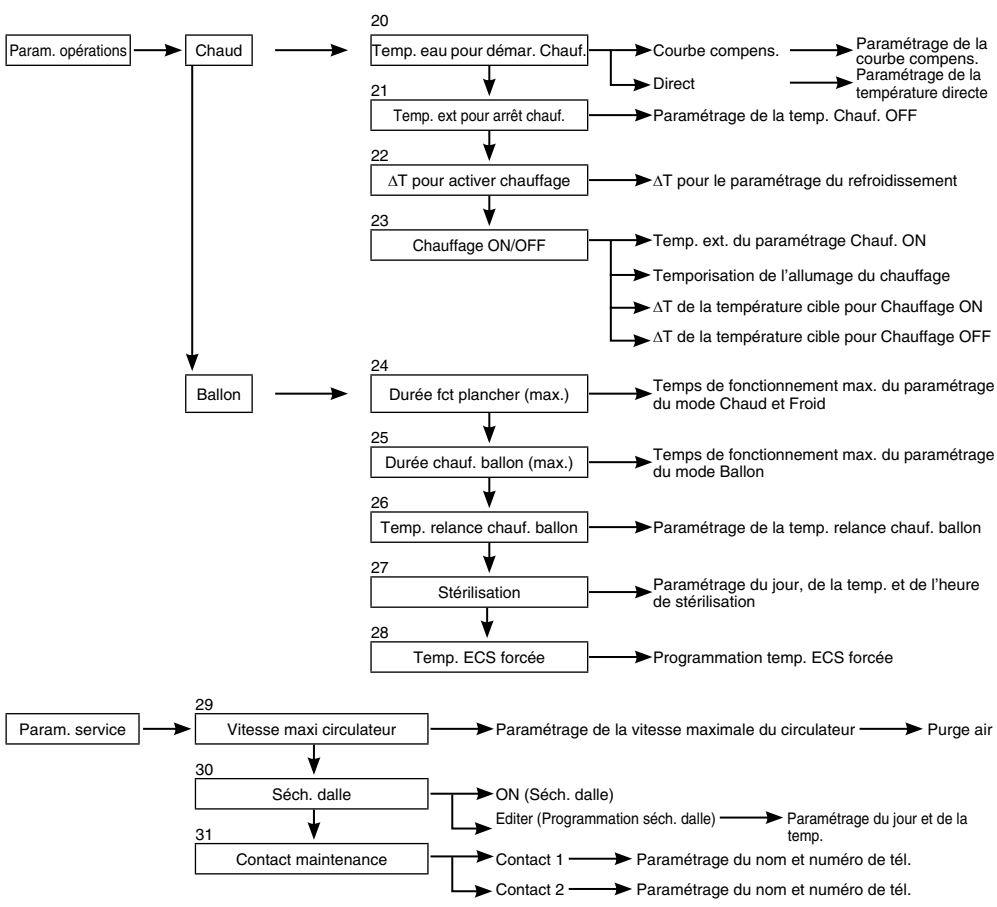 20
Param. opérations
Chaud
Temp. eau pour démar. Chauf.
Courbe compens.
Paramétrage de la
courbe compens.
Direct
Paramétrage de la
température directe
21
Temp. ext pour arrêt chauf.
Paramétrage de la temp. Chauf. OFF
22
ΔT pour activer chauffage
ΔT pour le paramétrage du refroidissement
23
Chauffage ON/OFF
Temp. ext. du paramétrage Chauf. ON
Temporisation de l'allumage du chauffage
ΔT de la température cible pour Chauffage ON
ΔT de la température cible pour Chauffage OFF
24
Ballon
Durée fct plancher (max.)
Temps de fonctionnement max. du paramétrage
du mode Chaud et Froid
25
Durée chauf. ballon (max.)
Temps de fonctionnement max. du paramétrage
du mode Ballon
26
Temp. relance chauf. ballon
Paramétrage de la temp. relance chauf. ballon
27
Stérilisation
Paramétrage du jour, de la temp. et de l'heure
de stérilisation
28
Temp. ECS forcée
Programmation temp. ECS forcée
29
Param. service
Vitesse maxi circulateur
Paramétrage de la vitesse maximale du circulateur
Purge air
30
Séch. dalle
ON (Séch. dalle)
Editer (Programmation séch. dalle)
Paramétrage du jour et de la
temp.
31
Contact maintenance
Contact 1
Paramétrage du nom et numéro de tél.
Contact 2
Paramétrage du nom et numéro de tél.